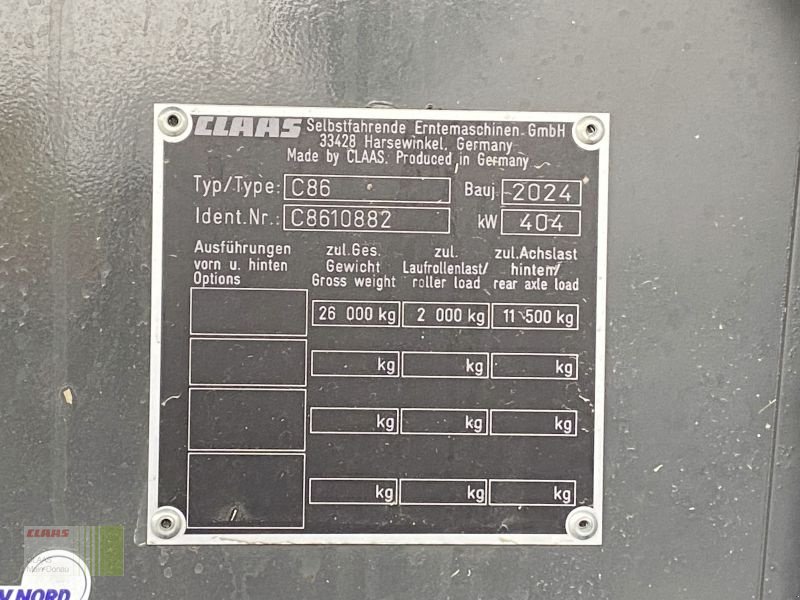 CLAAS Selbstfahrende Erntemaschinen GmbH
33428 Harsewinkel, Germany
Made by CLAAS. Produced in Germany
Typ/Type: C86 Bauj. 2024
Ident.Nr.: C8610882 kW 404
Ausführungen vorn u. hinten Options
zul.Ges. Gewicht Gross weight
zul. Laufrollenlast/ roller load
zul.Achslast hinten/ rear axle load
26 000 kg 2 000 kg 11 500 kg
kg kg kg
kg kg kg
kg kg kg
CLAAS
CLAAS
Main-Donau
NORD